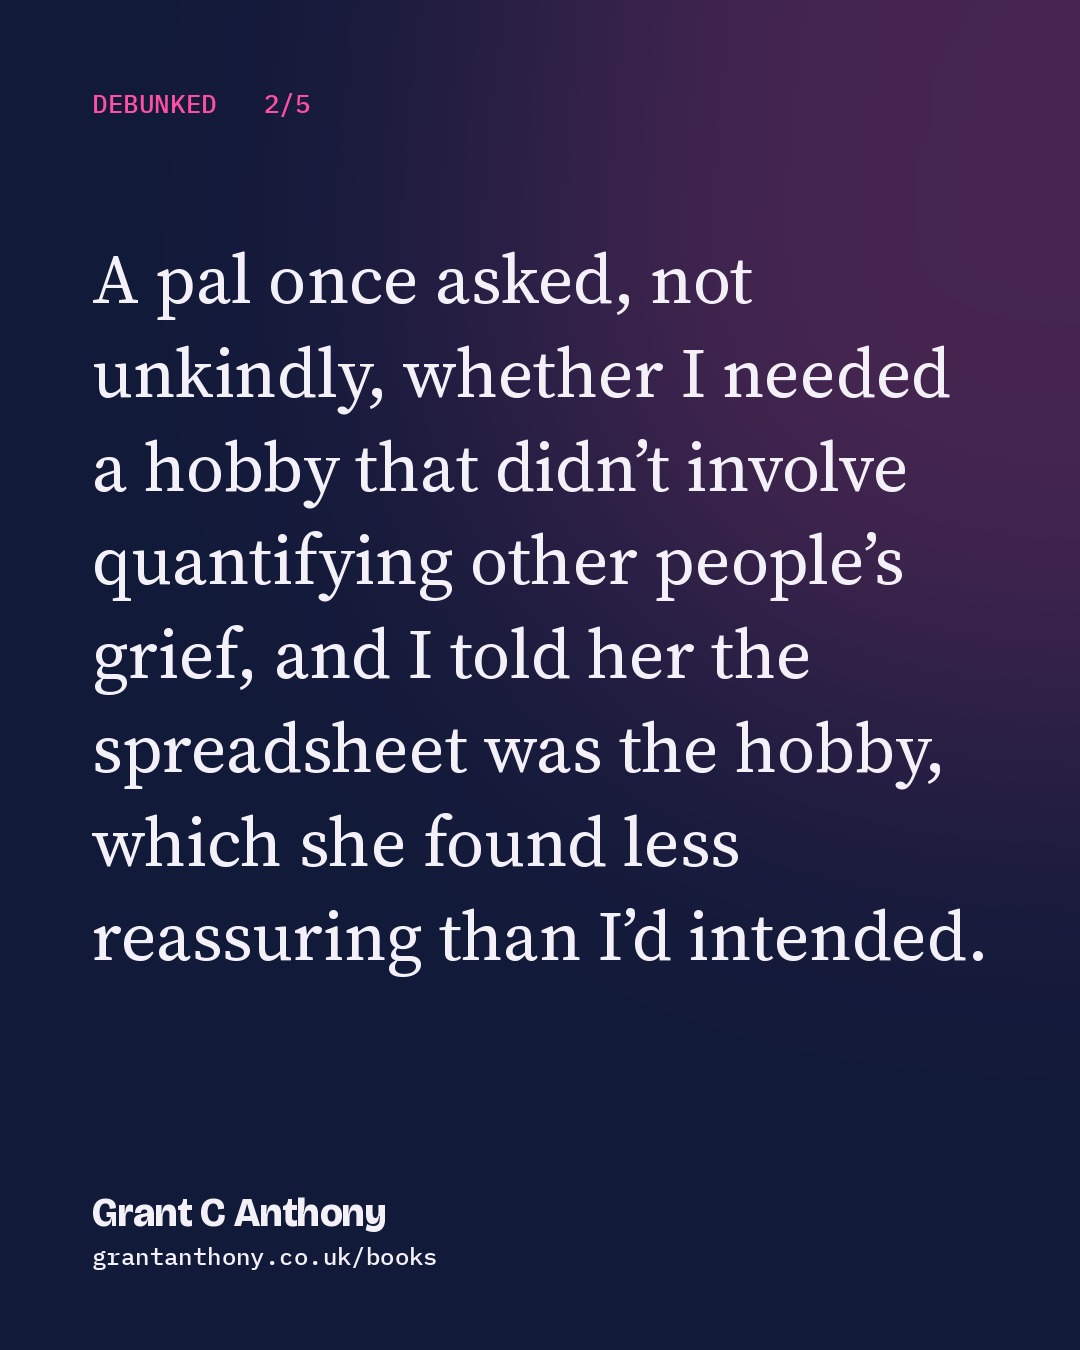 DEBUNKED 2/5
A pal once asked, not
unkindly, whether I needed
a hobby that didn’t involve
quantifying other people’s
grief, and I told her the
spreadsheet was the hobby,
which she found less
reassuring than I’d intended.
Grant C Anthony
grantanthony.co.uk/books